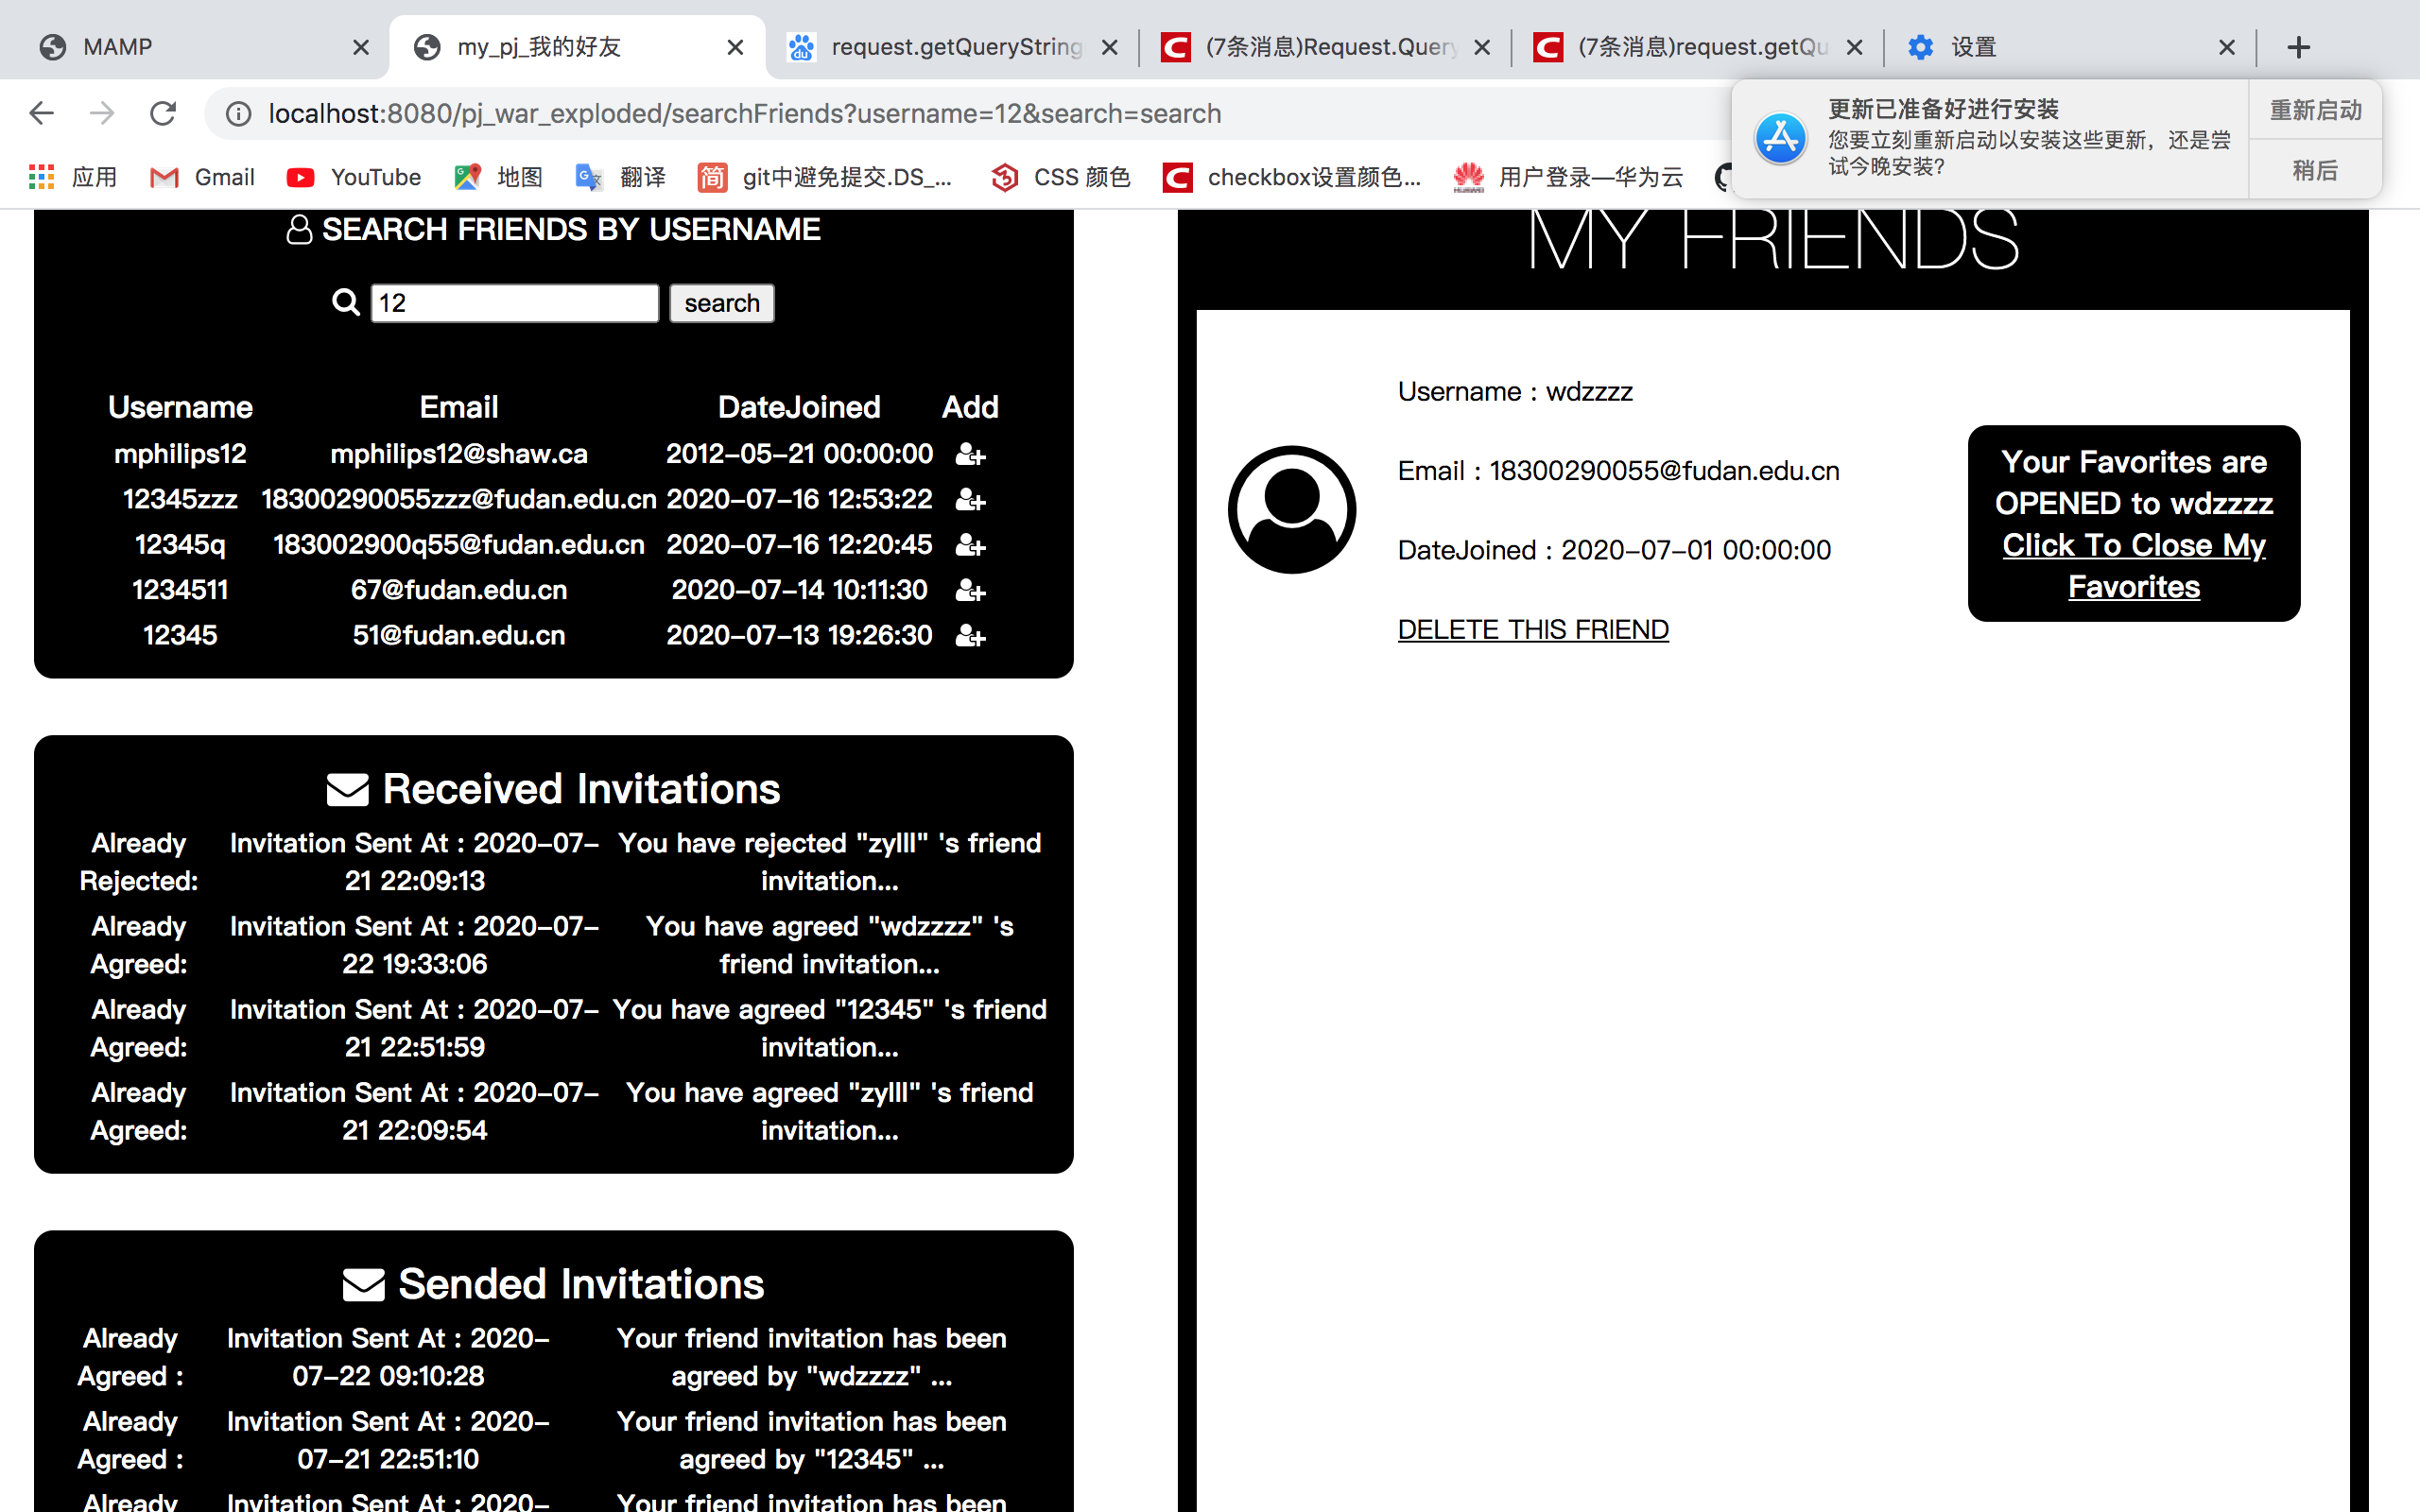 MAMP
my_pj_我的好友
request.getQueryString
(7条消息)Request.Query
(7条消息)request.getQu
设置
localhost:8080/pj_war_exploded/searchFriends?username=12&search=search
更新已准备好进行安装
您要立刻重新启动以安装这些更新，还是尝
试今晚安装？
重新启动
稍后
应用
Gmail
YouTube
地图
翻译
简
git中避免提交.DS_...
CSS 颜色
checkbox设置颜色...
用户登录—华为云
SEARCH FRIENDS BY USERNAME
12
search
Username Email DateJoined Add
mphilips12 mphilips12@shaw.ca 2012-05-21 00:00:00
12345zzz 18300290055zzz@fudan.edu.cn 2020-07-16 12:53:22
12345q 183002900q55@fudan.edu.cn 2020-07-16 12:20:45
1234511 67@fudan.edu.cn 2020-07-14 10:11:30
12345 51@fudan.edu.cn 2020-07-13 19:26:30
Received Invitations
Already Invitation Sent At : 2020-07- You have rejected "zylll" 's friend
Rejected: 21 22:09:13 invitation...
Already Invitation Sent At : 2020-07- You have agreed "wdzzzz" 's
Agreed: 22 19:33:06 friend invitation...
Already Invitation Sent At : 2020-07- You have agreed "12345" 's friend
Agreed: 21 22:51:59 invitation...
Already Invitation Sent At : 2020-07- You have agreed "zylll" 's friend
Agreed: 21 22:09:54 invitation...
Sended Invitations
Already Invitation Sent At : 2020- Your friend invitation has been
Agreed : 07-22 09:10:28 agreed by "wdzzzz" ...
Already Invitation Sent At : 2020- Your friend invitation has been
Agreed : 07-21 22:51:10 agreed by "12345" ...
Already Invitation Sent At : 2020- Your friend invitation has been
MY FRIENDS
Username : wdzzzz
Email : 18300290055@fudan.edu.cn
DateJoined : 2020-07-01 00:00:00
DELETE THIS FRIEND
Your Favorites are
OPENED to wdzzzz
Click To Close My
Favorites